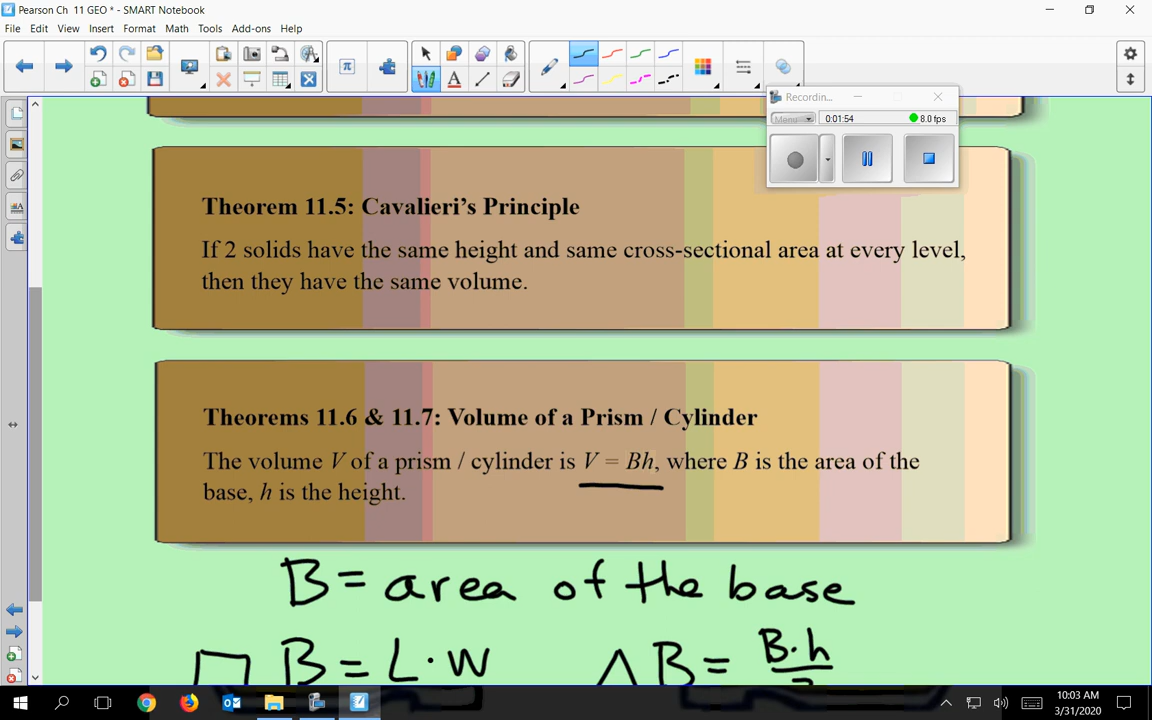 Pearson Ch 11 GEO * - SMART Notebook
File Edit View Insert Format Math Tools Add-ons Help
Recordin...
Menu 0:01:54 8.0 fps
Theorem 11.5: Cavalieri's Principle
If 2 solids have the same height and same cross-sectional area at every level,
then they have the same volume.
Theorems 11.6 & 11.7: Volume of a Prism / Cylinder
The volume V of a prism / cylinder is V = Bh, where B is the area of the
base, h is the height.
B = area of the base
B = L · W B = B·h
10:03 AM
3/31/2020